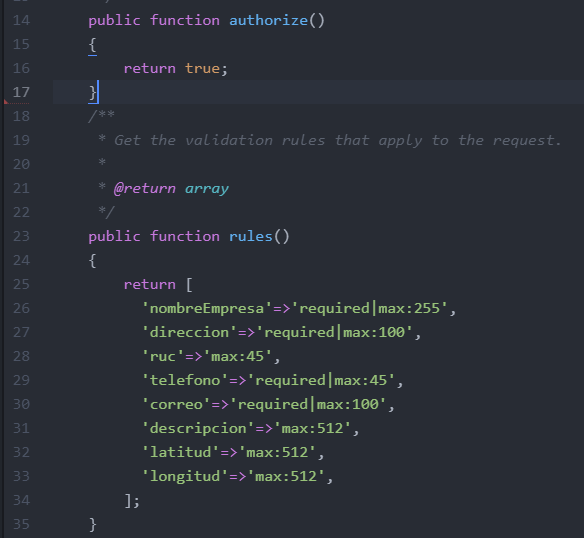 14 public function authorize()
15 {
16 return true;
17 }
18 /**
19 * Get the validation rules that apply to the request.
20 *
21 * @return array
22 */
23 public function rules()
24 {
25 return [
26 'nombreEmpresa'=>'required|max:255',
27 'direccion'=>'required|max:100',
28 'ruc'=>'max:45',
29 'telefono'=>'required|max:45',
30 'correo'=>'required|max:100',
31 'descripcion'=>'max:512',
32 'latitud'=>'max:512',
33 'longitud'=>'max:512',
34 ];
35 }